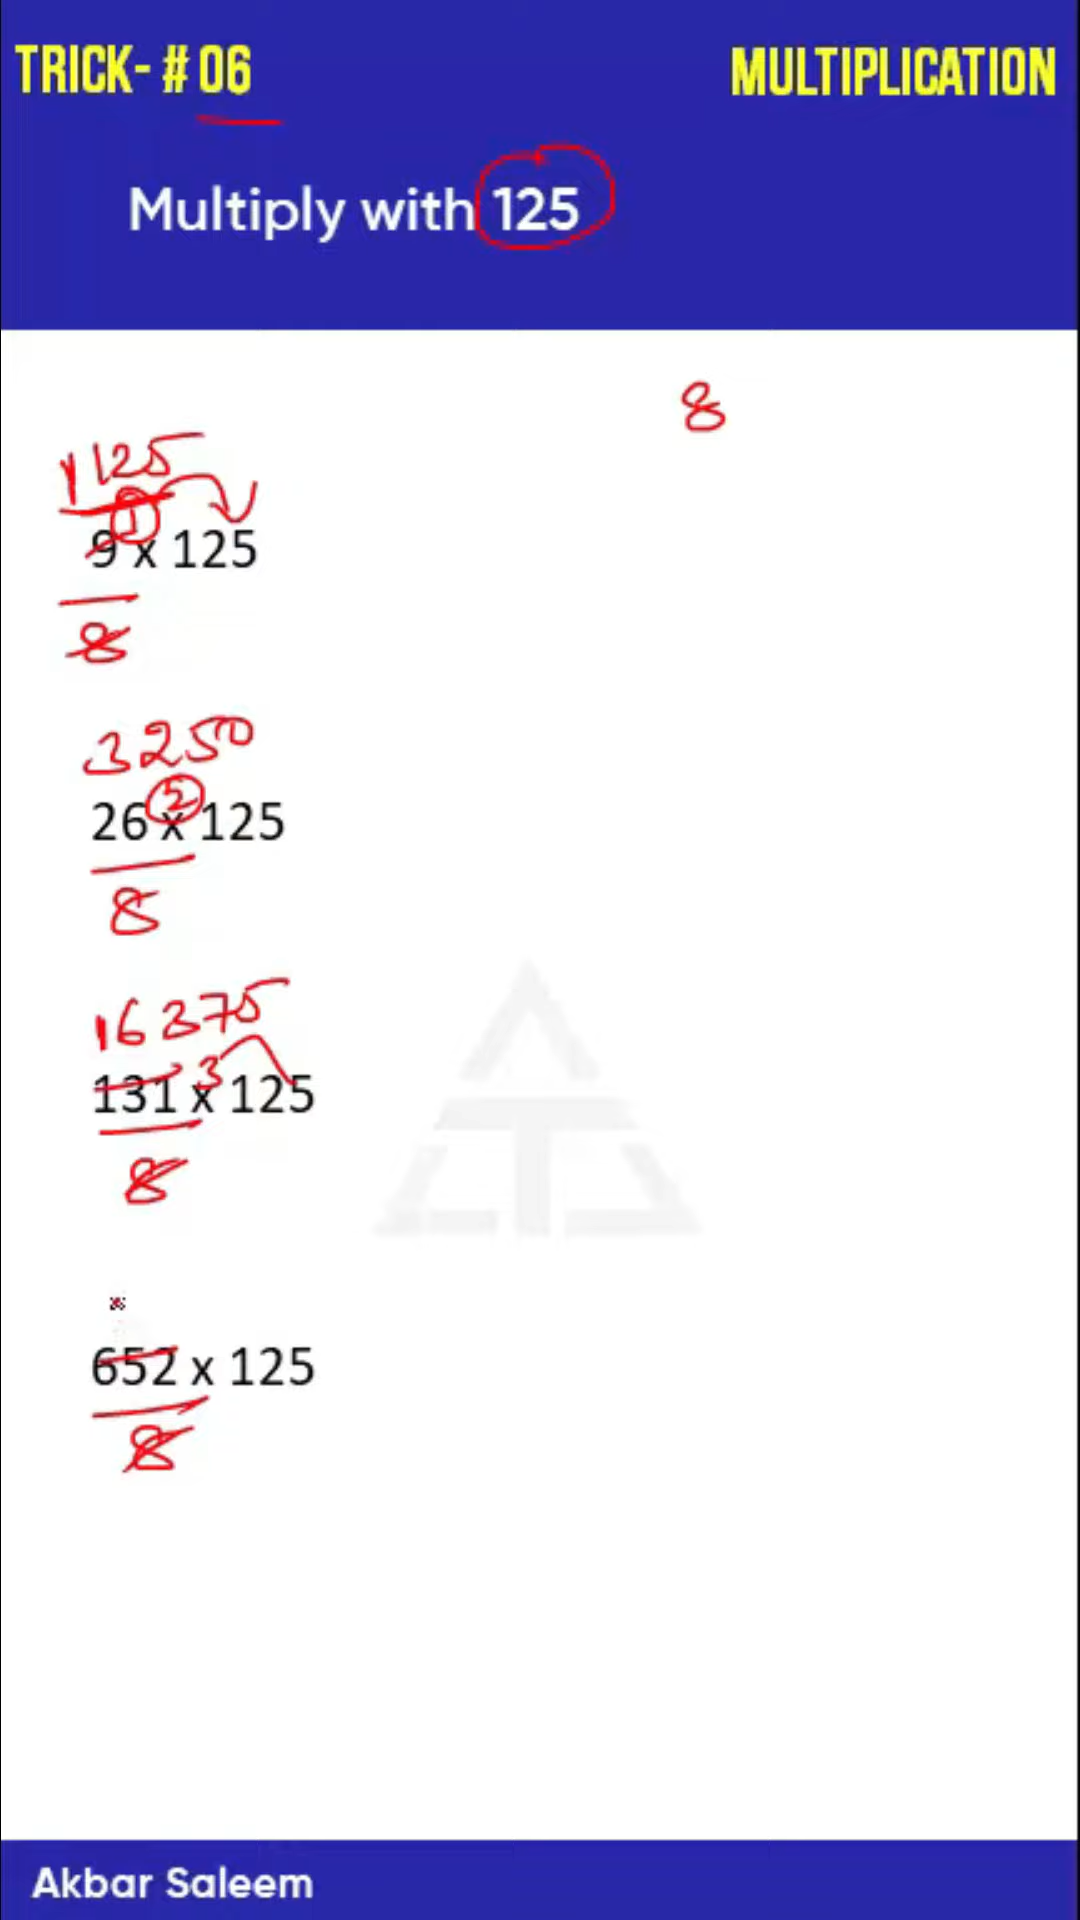 TRICK- # 06
MULTIPLICATION
Multiply with 125
8
1125
1
9 x 125
8
3250
2
26 x 125
8
16375
3
131 x 125
8
652 x 125
8
Akbar Saleem